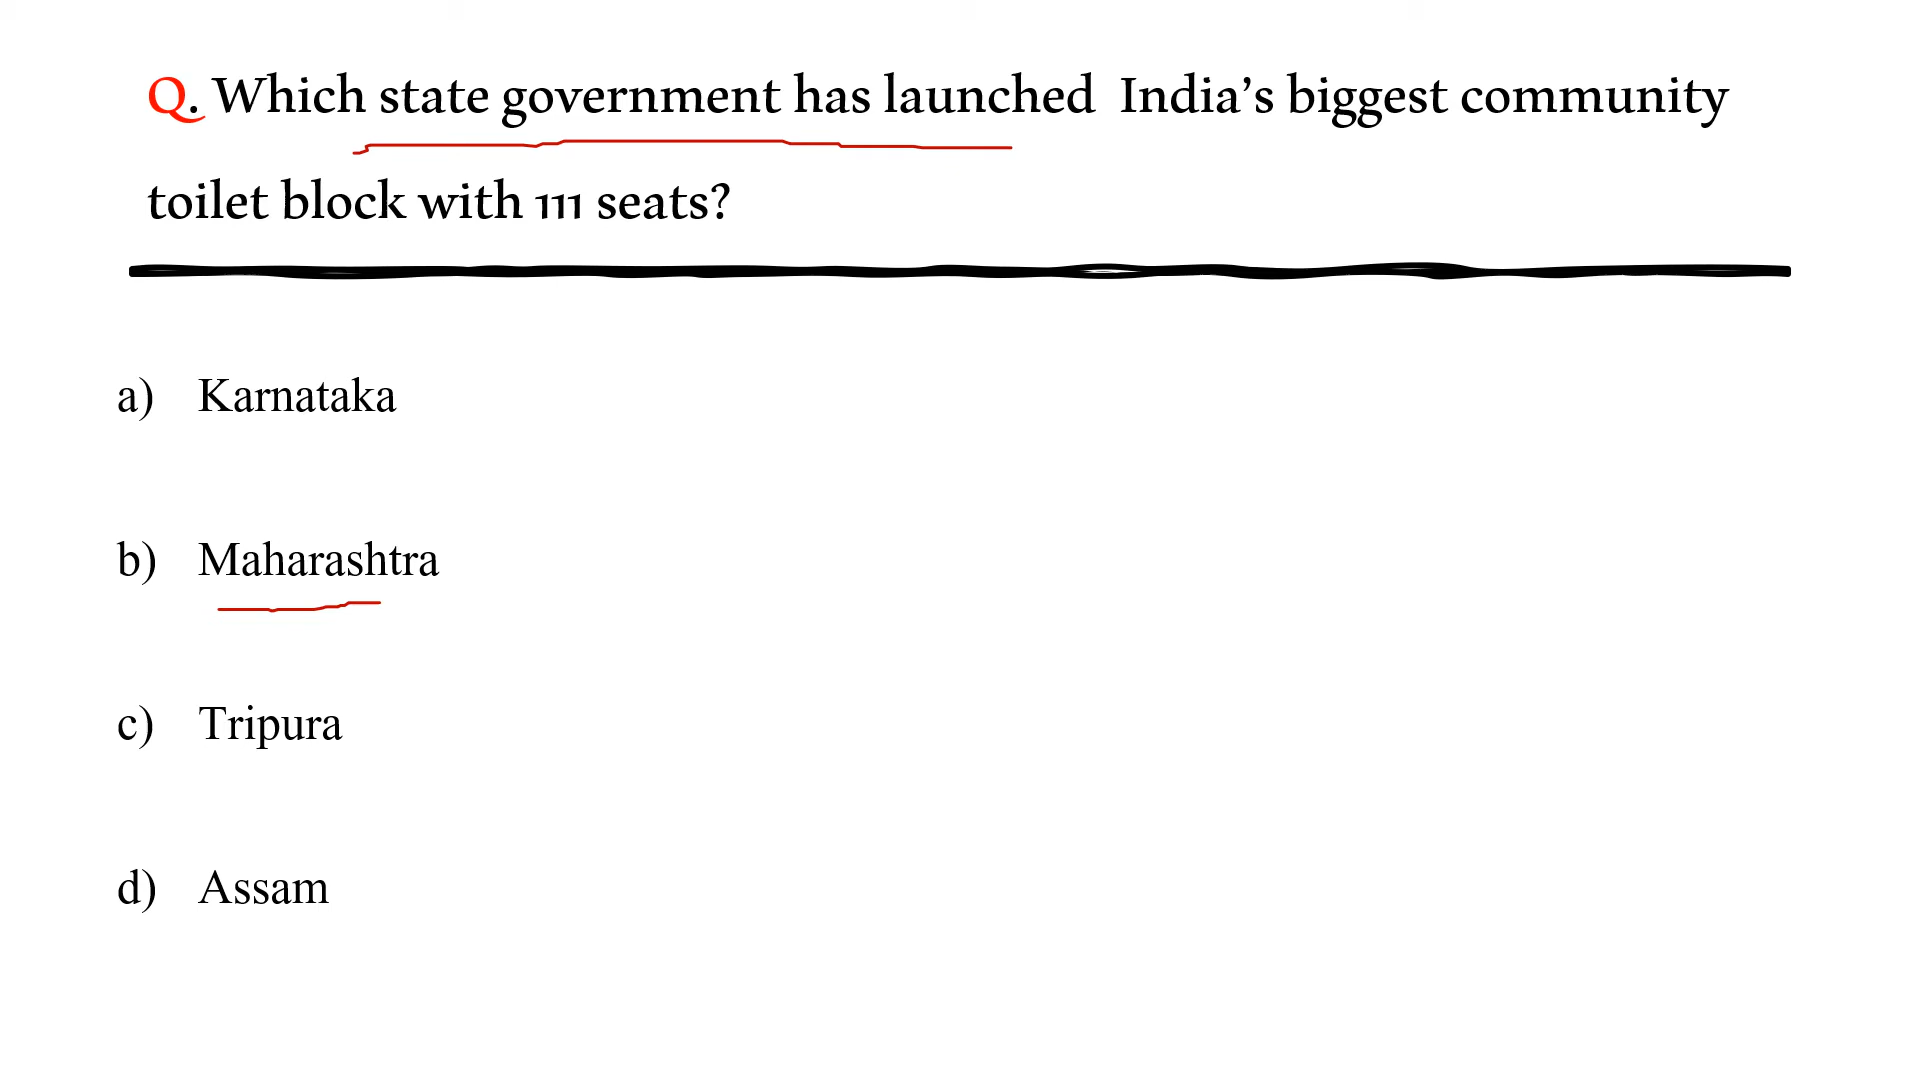 Q. Which state government has launched India’s biggest community
toilet block with 111 seats?
a) Karnataka
b) Maharashtra
c) Tripura
d) Assam